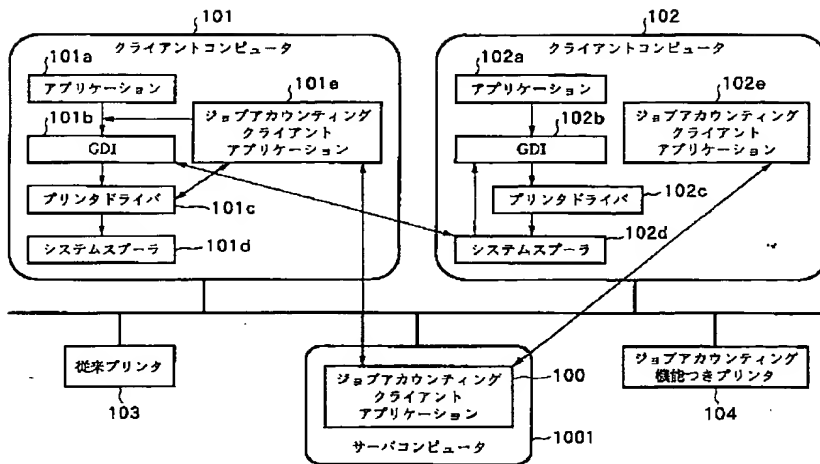 101
クライアントコンピュータ
101a
アプリケーション
101b
GDI
101e
ジョブアカウンティング
クライアント
アプリケーション
プリンタドライバ
101c
システムスプーラ
101d
102
クライアントコンピュータ
102a
アプリケーション
102b
GDI
102e
ジョブアカウンティング
クライアント
アプリケーション
プリンタドライバ
102c
システムスプーラ
102d
従来プリンタ
103
ジョブアカウンティング
クライアント
アプリケーション
100
サーバコンピュータ
1001
ジョブアカウンティング
機能つきプリンタ
104